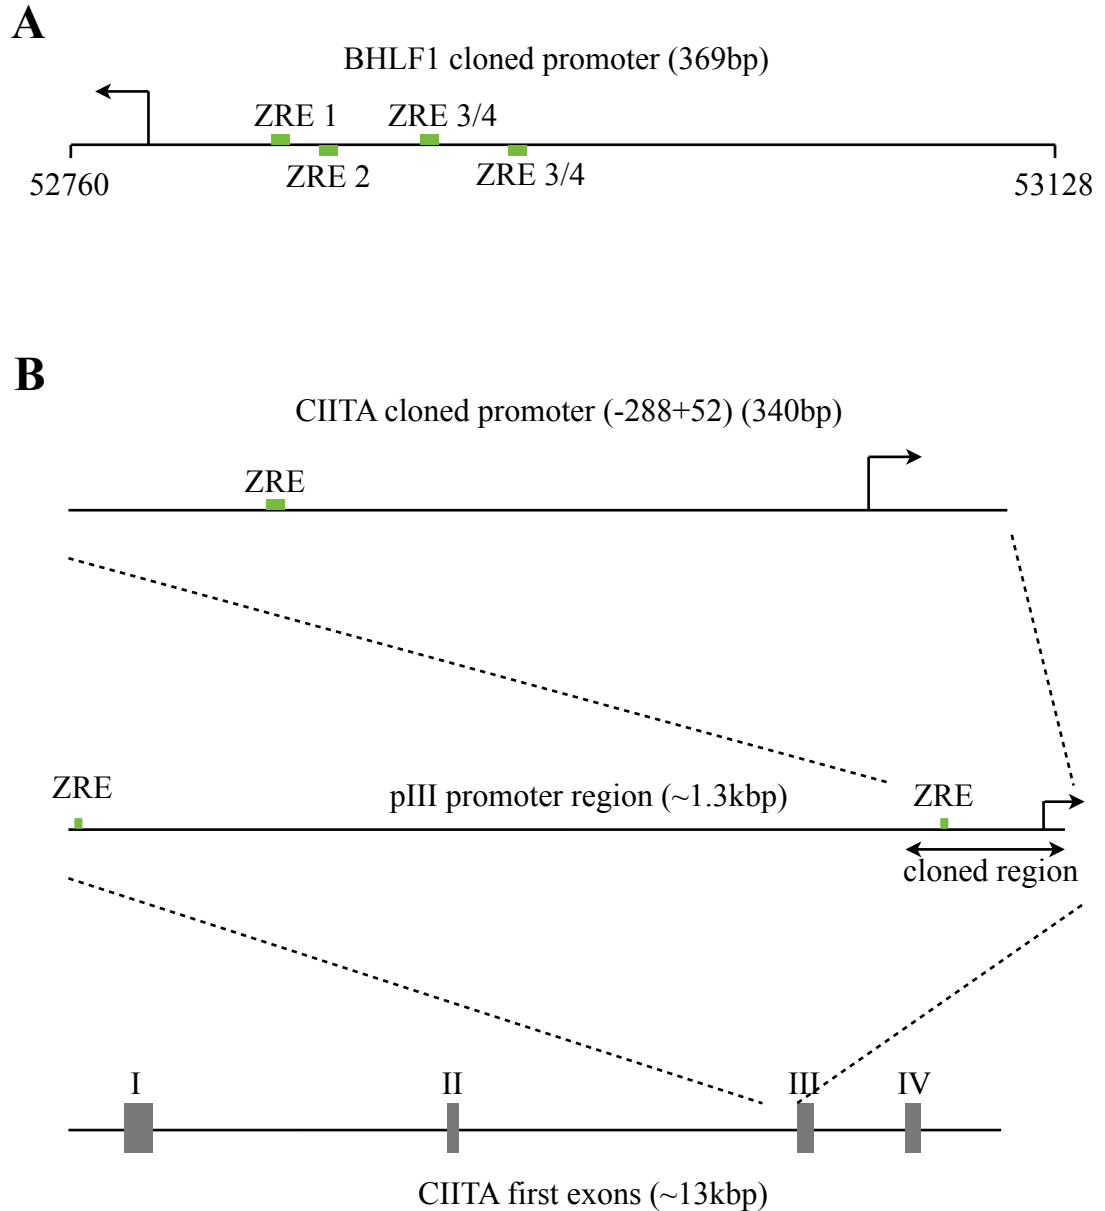 A
BHLF1 cloned promoter (369bp)
ZRE 1
ZRE 3/4
ZRE 2
ZRE 3/4
52760
53128
B
CIITA cloned promoter (-288+52) (340bp)
ZRE
ZRE
pIII promoter region (~1.3kbp)
ZRE
cloned region
I
II
III
IV
CIITA first exons (~13kbp)